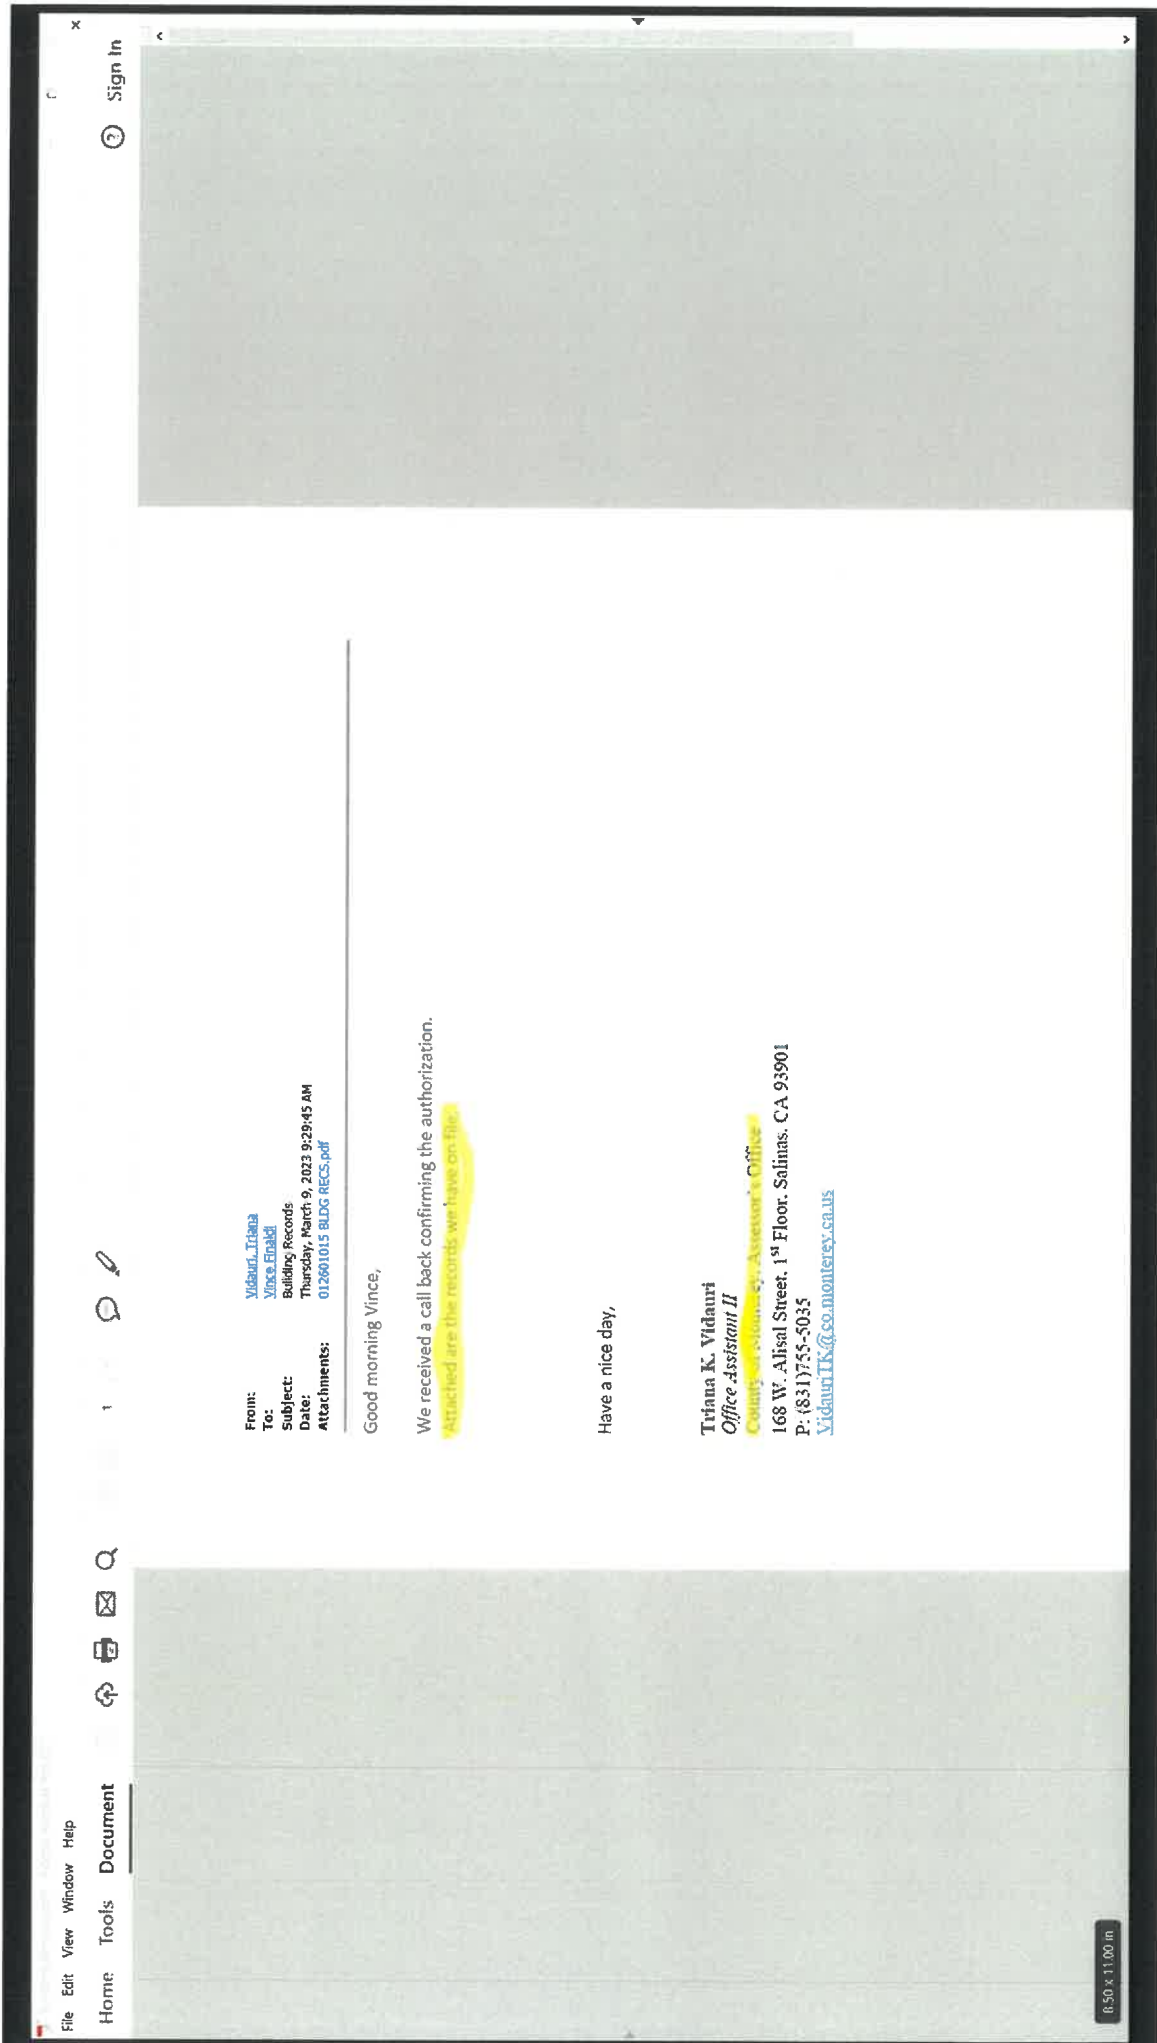 File Edit View Window Help
Home Tools Document
1
Sign In
From: Vidauri, Triana
To: Vince Finaldi
Subject: Building Records
Date: Thursday, March 9, 2023 9:29:45 AM
Attachments: 012601015 BLDG RECS.pdf
Good morning Vince,
We received a call back confirming the authorization.
Attached are the records we have on file.
Have a nice day,
Triana K. Vidauri
Office Assistant II
County of Monterey, Assessor's Office
168 W. Alisal Street, 1st Floor, Salinas, CA 93901
P: (831)755-5035
VidauriTK@co.monterey.ca.us
8.50 x 11.00 in